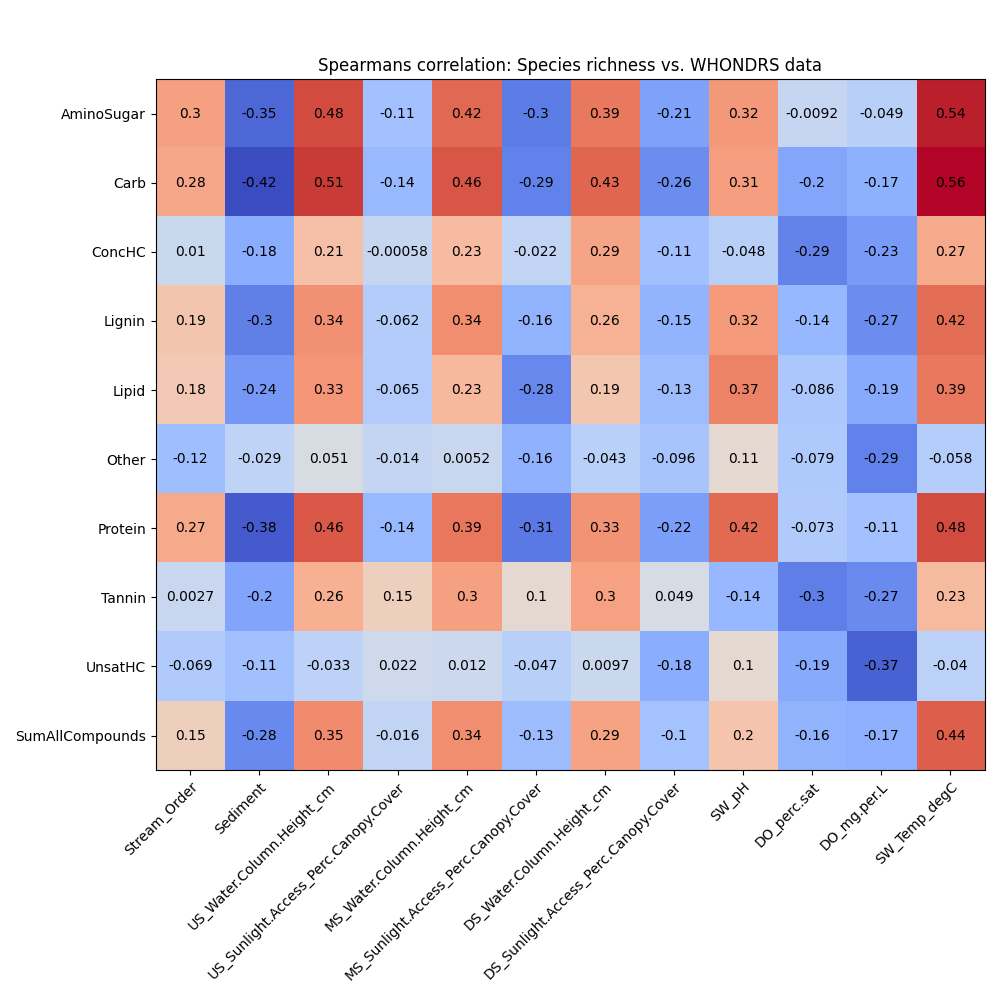 Spearmans correlation: Species richness vs. WHONDRS data
AminoSugar 0.3 -0.35 0.48 -0.11 0.42 -0.3 0.39 -0.21 0.32 -0.0092 -0.049 0.54
Carb 0.28 -0.42 0.51 -0.14 0.46 -0.29 0.43 -0.26 0.31 -0.2 -0.17 0.56
ConcHC 0.01 -0.18 0.21 -0.00058 0.23 -0.022 0.29 -0.11 -0.048 -0.29 -0.23 0.27
Lignin 0.19 -0.3 0.34 -0.062 0.34 -0.16 0.26 -0.15 0.32 -0.14 -0.27 0.42
Lipid 0.18 -0.24 0.33 -0.065 0.23 -0.28 0.19 -0.13 0.37 -0.086 -0.19 0.39
Other -0.12 -0.029 0.051 -0.014 0.0052 -0.16 -0.043 -0.096 0.11 -0.079 -0.29 -0.058
Protein 0.27 -0.38 0.46 -0.14 0.39 -0.31 0.33 -0.22 0.42 -0.073 -0.11 0.48
Tannin 0.0027 -0.2 0.26 0.15 0.3 0.1 0.3 0.049 -0.14 -0.3 -0.27 0.23
UnsatHC -0.069 -0.11 -0.033 0.022 0.012 -0.047 0.0097 -0.18 0.1 -0.19 -0.37 -0.04
SumAllCompounds 0.15 -0.28 0.35 -0.016 0.34 -0.13 0.29 -0.1 0.2 -0.16 -0.17 0.44
Stream_Order
Sediment
US_Water.Column.Height_cm
US_Sunlight.Access_Perc.Canopy.Cover
MS_Water.Column.Height_cm
MS_Sunlight.Access_Perc.Canopy.Cover
DS_Water.Column.Height_cm
DS_Sunlight.Access_Perc.Canopy.Cover
SW_pH
DO_perc.sat
DO_mg.per.L
SW_Temp_degC